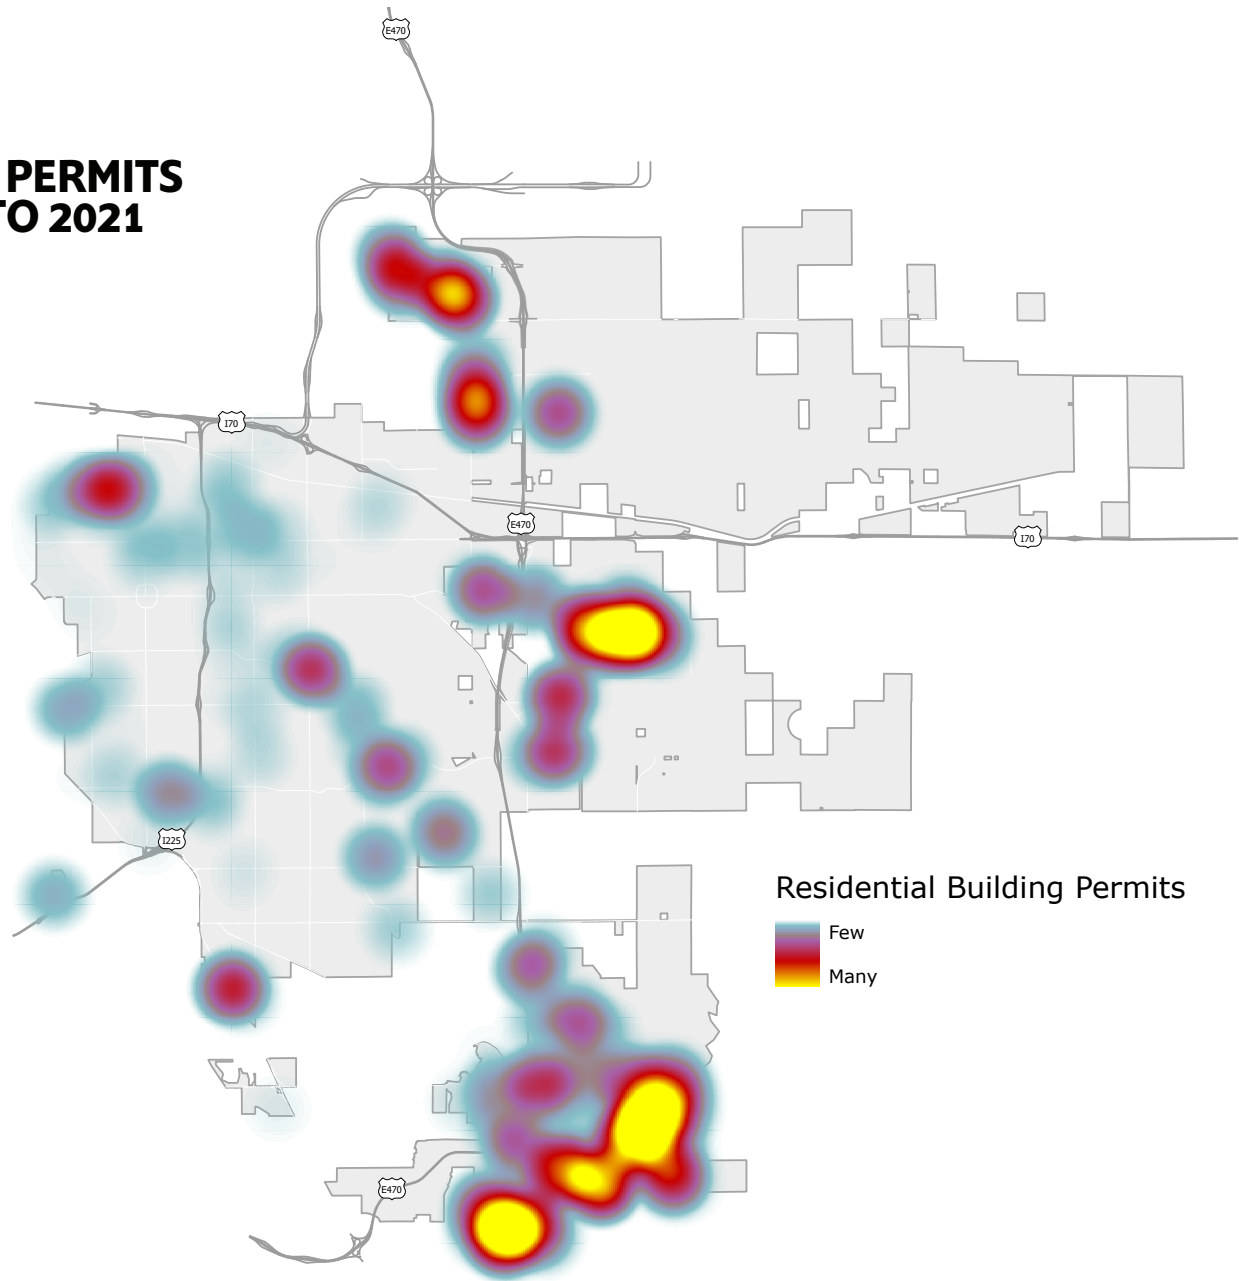 E470
PERMITS
TO 2021
I70
E470
I70
I225
Residential Building Permits
Few
Many
E470